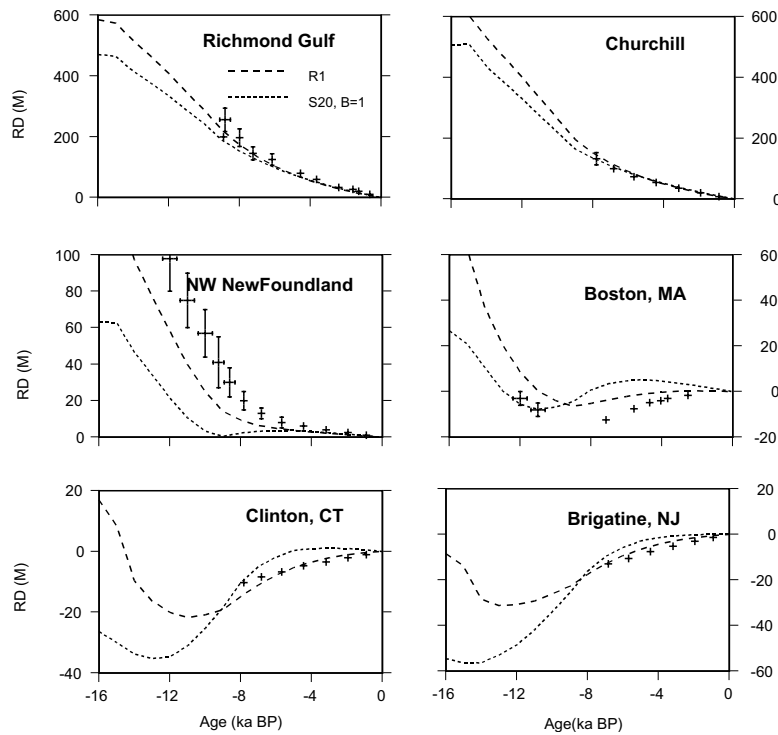 600
400
200
0
RD (M)
Richmond Gulf
R1
S20, B=1
Churchill
600
400
200
0
100
80
60
40
20
0
RD (M)
NW NewFoundland
Boston, MA
60
40
20
0
-20
20
0
-20
-40
RD (M)
Clinton, CT
-16 -12 -8 -4 0
Age (ka BP)
Brigatine, NJ
20
0
-20
-40
-60
-16 -12 -8 -4 0
Age(ka BP)